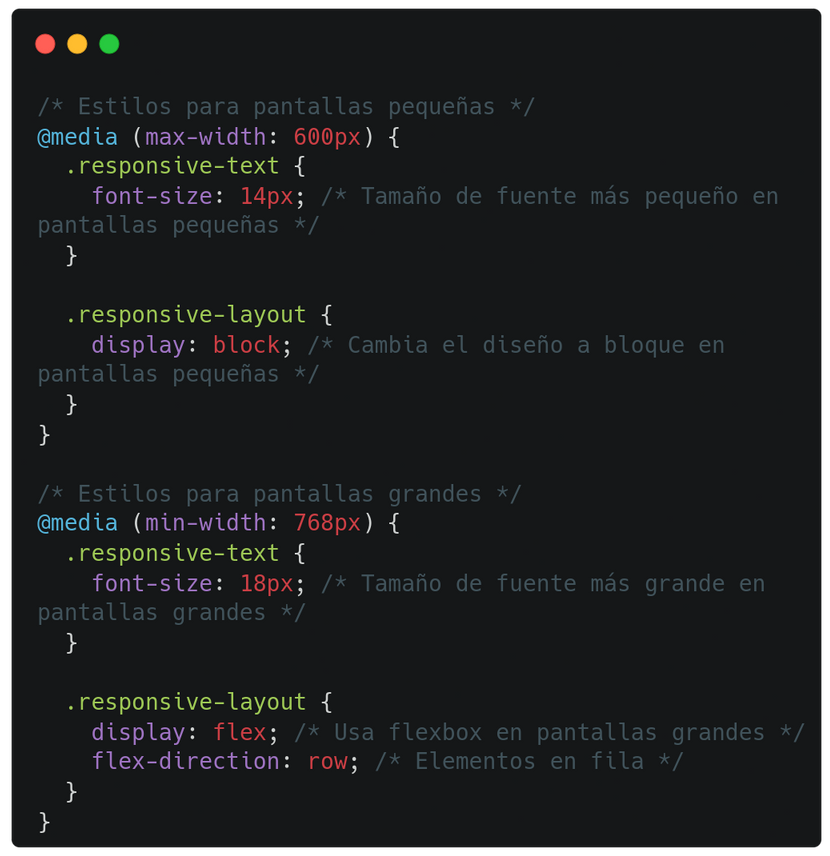 /* Estilos para pantallas pequeñas */
@media (max-width: 600px) {
  .responsive-text {
    font-size: 14px; /* Tamaño de fuente más pequeño en
pantallas pequeñas */
  }

  .responsive-layout {
    display: block; /* Cambia el diseño a bloque en
pantallas pequeñas */
  }
}

/* Estilos para pantallas grandes */
@media (min-width: 768px) {
  .responsive-text {
    font-size: 18px; /* Tamaño de fuente más grande en
pantallas grandes */
  }

  .responsive-layout {
    display: flex; /* Usa flexbox en pantallas grandes */
    flex-direction: row; /* Elementos en fila */
  }
}